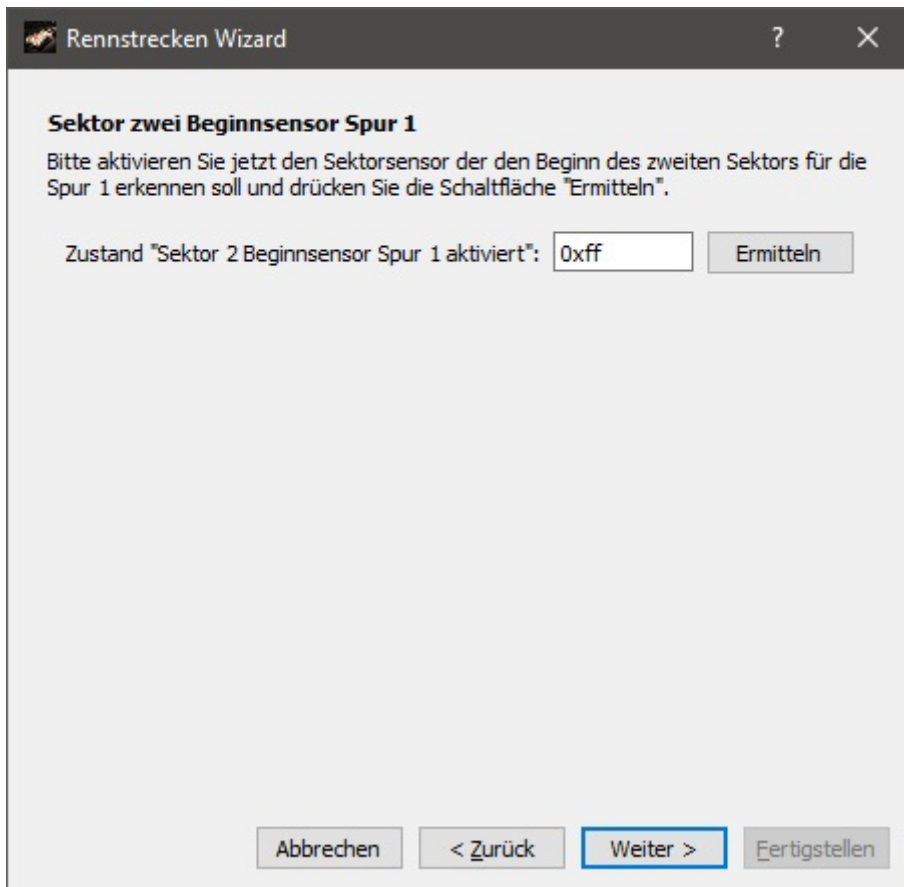 Rennstrecken Wizard
?
Sektor zwei Beginnsensor Spur 1
Bitte aktivieren Sie jetzt den Sektorsensor der den Beginn des zweiten Sektors für die
Spur 1 erkennen soll und drücken Sie die Schaltfläche "Ermitteln".
Zustand "Sektor 2 Beginnsensor Spur 1 aktiviert": 0xff Ermitteln
Abbrechen < Zurück Weiter > Fertigstellen